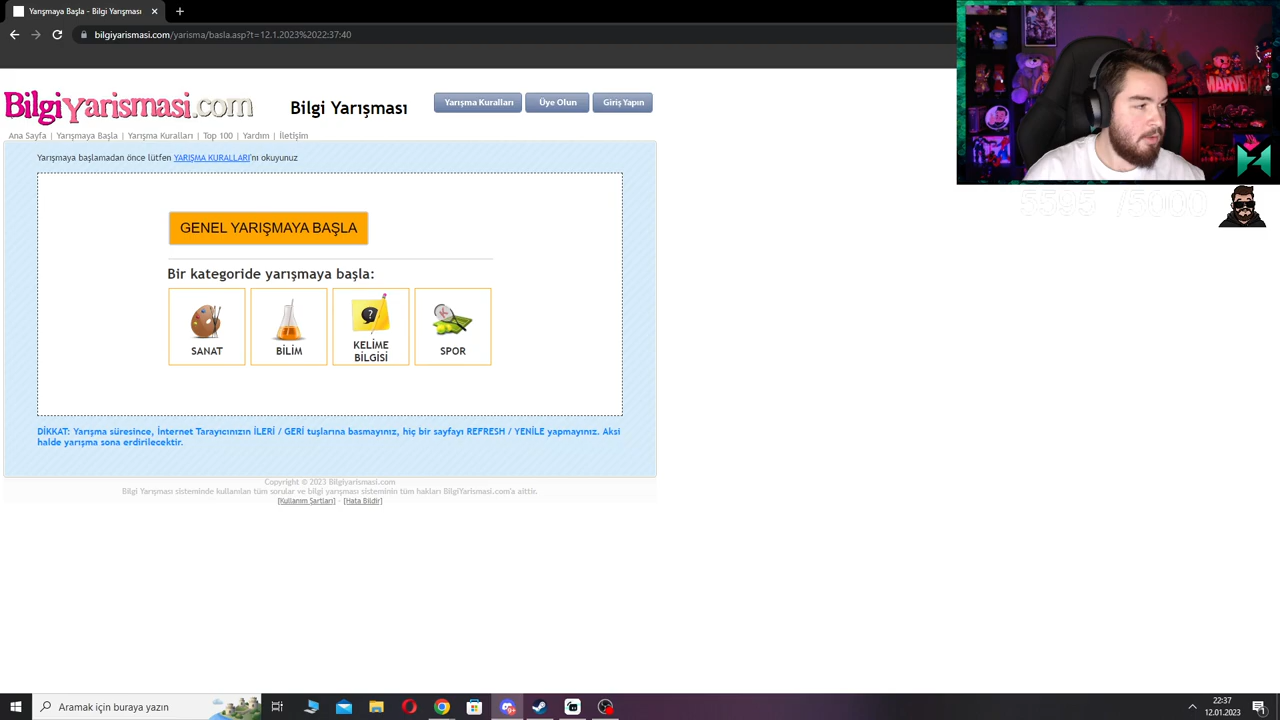 Yarışmaya Başla - Bilgi Yarışması
bilgiyarismasi.com/yarisma/basla.asp?t=12.1.2023%2022:37:40
BilgiYarismasi.com
Bilgi Yarışması
Yarışma Kuralları
Üye Olun
Giriş Yapın
Ana Sayfa | Yarışmaya Başla | Yarışma Kuralları | Top 100 | Yardım | İletişim
Yarışmaya başlamadan önce lütfen YARIŞMA KURALLARI'nı okuyunuz
GENEL YARIŞMAYA BAŞLA
Bir kategoride yarışmaya başla:
SANAT
BİLİM
KELİME
BİLGİSİ
SPOR
DİKKAT: Yarışma süresince, İnternet Tarayıcınızın İLERİ / GERİ tuşlarına basmayınız, hiç bir sayfayı REFRESH / YENİLE yapmayınız. Aksi
halde yarışma sona erdirilecektir.
Copyright © 2023 Bilgiyarismasi.com
Bilgi Yarışması sisteminde kullanılan tüm sorular ve bilgi yarışması sisteminin tüm hakları BilgiYarismasi.com'a aittir.
[Kullanım Şartları] - [Hata Bildir]
MARVEL
5595 /5000
Aramak için buraya yazın
22:37
12.01.2023